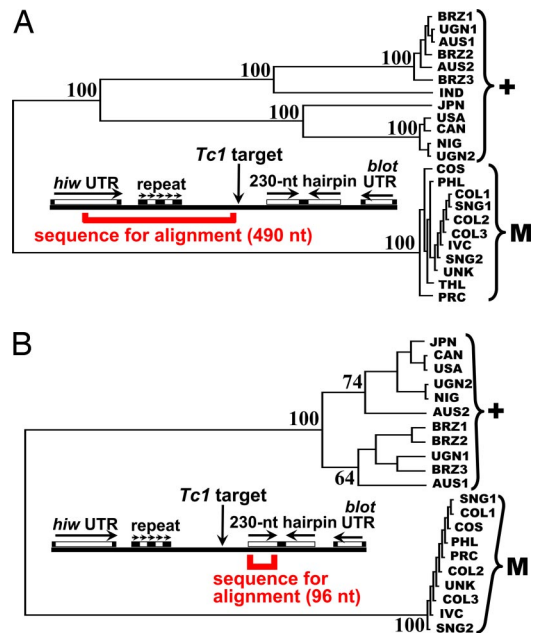 A
BRZ1
UGN1
AUS1
100
BRZ2
AUS2
100
BRZ3
100
IND
+
JPN
100
USA
CAN
100
NIG
UGN2
Tc1 target
COS
hiw UTR
repeat
230-nt hairpin
blot UTR
PHL
COL1
SNG1
COL2
sequence for alignment (490 nt)
100
COL3
M
IVC
SNG2
UNK
THL
PRC
B
JPN
CAN
74
USA
UGN2
NIG
100
AUS2
+
BRZ1
BRZ2
64
UGN1
BRZ3
AUS1
Tc1 target
hiw UTR
repeat
230-nt hairpin
blot UTR
SNG1
COL1
COS
PHL
PRC
M
sequence for
alignment (96 nt)
COL2
UNK
COL3
IVC
100
SNG2